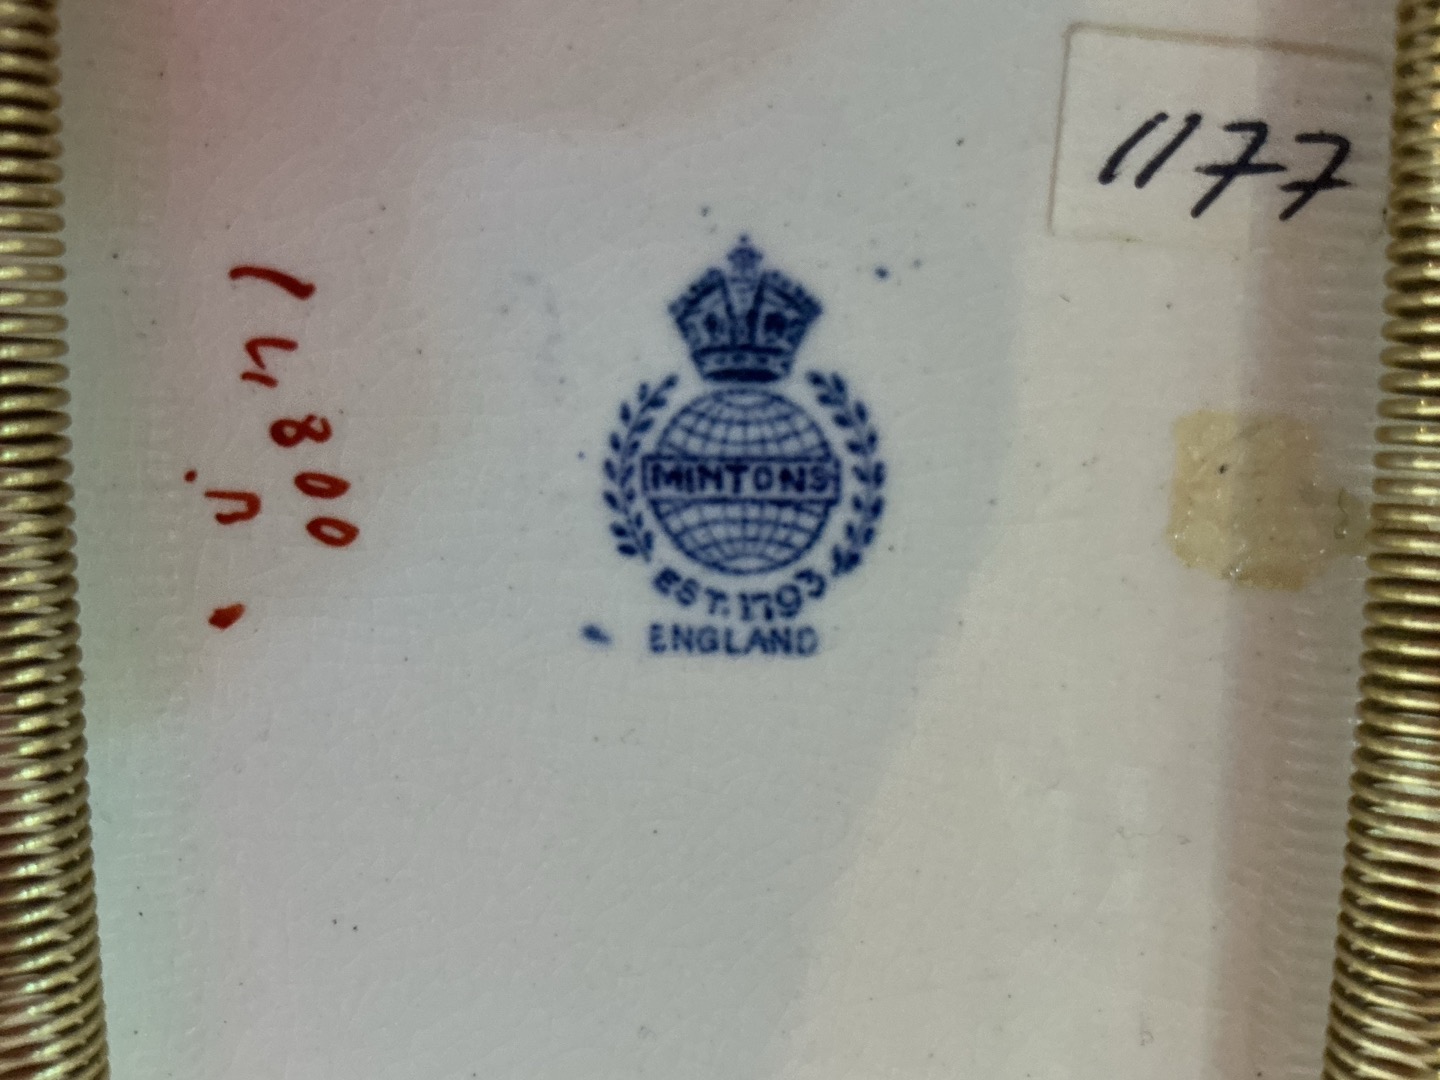 1177
MINTONS
EST. 1793
ENGLAND